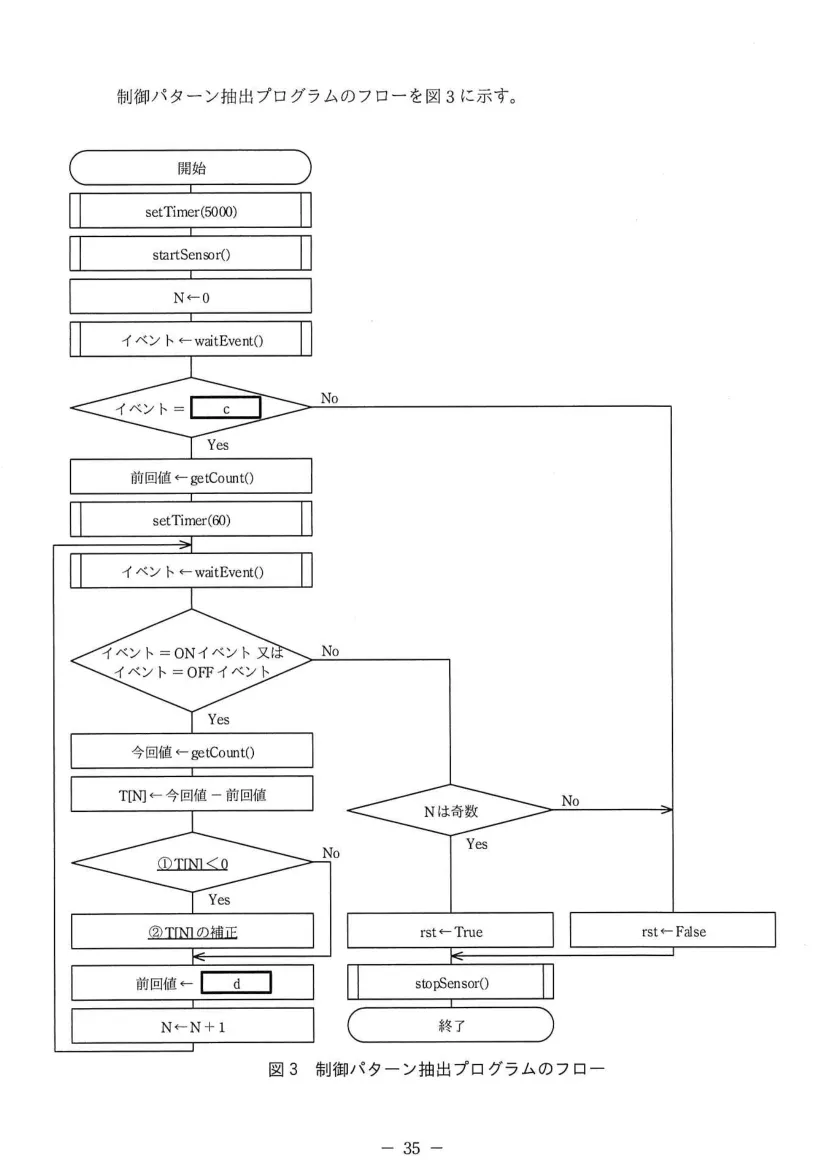 制御パターン抽出プログラムのフローを図3に示す。
開始
setTimer(5000)
startSensor()
N←0
イベント←waitEvent()
イベント＝ c
No
Yes
前回値←getCount()
setTimer(60)
イベント←waitEvent()
イベント＝ONイベント 又は
イベント＝OFFイベント
No
Yes
今回値←getCount()
T[N]←今回値－前回値
Nは奇数
No
Yes
①T[N]＜0
No
Yes
②T[N]の補正
rst←True
rst←False
前回値← d
stopSensor()
N←N＋1
終了
図3 制御パターン抽出プログラムのフロー
－ 35 －